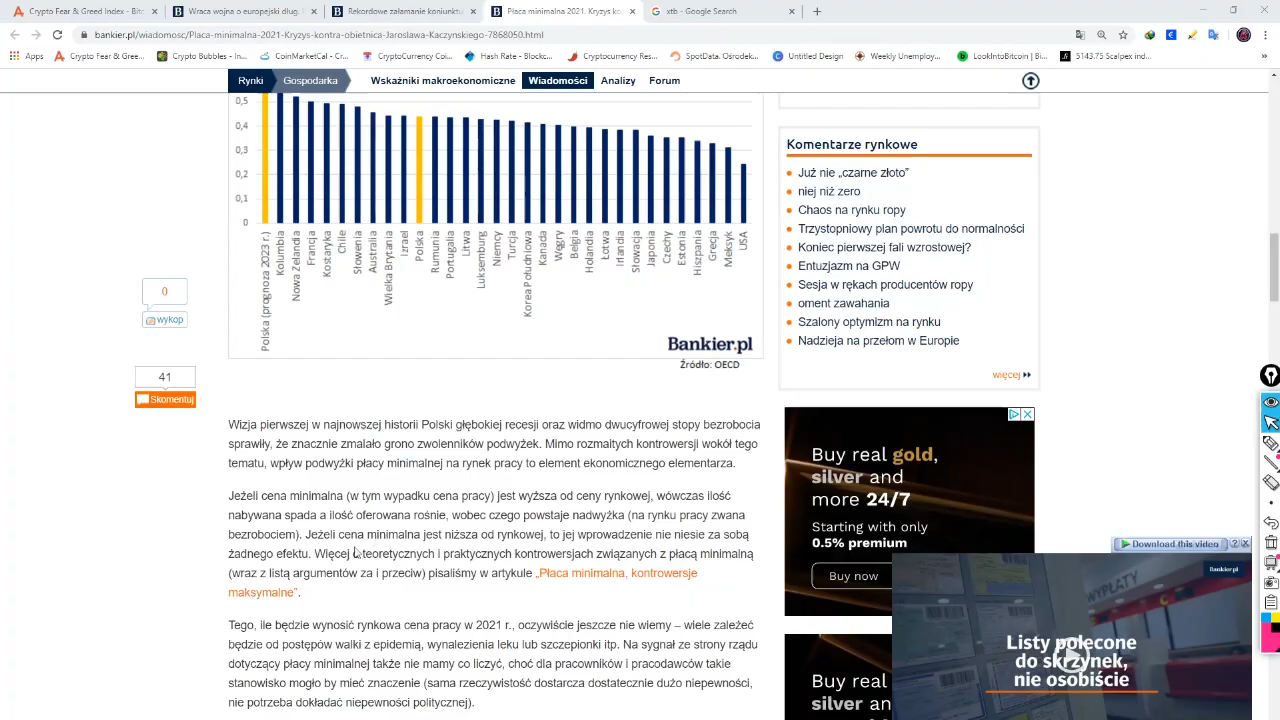 Crypto Fear & Gree...
Wraca wojna o europejski dług.
Rekordowe załamanie koniunktu
Płaca minimalna 2021. Kryzys ko
xtb - Google Search
bankier.pl/wiadomosc/Placa-minimalna-2021-Kryzys-kontra-obietnica-Jaroslawa-Kaczynskiego-7868050.html
Apps
Crypto Fear & Gree...
Crypto Bubbles - In...
CoinMarketCal - Cr...
CryptoCurrency Coi...
Hash Rate - Blockc...
Cryptocurrency Res...
SpotData. Ośrodek...
Untitled Design
Weekly Unemploy...
LookIntoBitcoin | Bi...
5143.75 Scalpex ind...
Rynki
Gospodarka
Wskaźniki makroekonomiczne
Wiadomości
Analizy
Forum
0,5
0,4
0,3
0,2
0,1
0
Polska (prognoza 2023 r.)
Kolumbia
Nowa Zelandia
Francja
Kostaryka
Chile
Słowenia
Australia
Wielka Brytania
Izrael
Polska
Rumunia
Portugalia
Litwa
Luksemburg
Niemcy
Turcja
Korea Południowa
Kanada
Węgry
Belgia
Holandia
Łotwa
Irlandia
Słowacja
Japonia
Czechy
Estonia
Hiszpania
Grecja
Meksyk
USA
Bankier.pl
Źródło: OECD
0
wykop
41
Skomentuj
Wizja pierwszej w najnowszej historii Polski głębokiej recesji oraz widmo dwucyfrowej stopy bezrobocia
sprawiły, że znacznie zmalało grono zwolenników podwyżek. Mimo rozmaitych kontrowersji wokół tego
tematu, wpływ podwyżki płacy minimalnej na rynek pracy to element ekonomicznego elementarza.
Jeżeli cena minimalna (w tym wypadku cena pracy) jest wyższa od ceny rynkowej, wówczas ilość
nabywana spada a ilość oferowana rośnie, wobec czego powstaje nadwyżka (na rynku pracy zwana
bezrobociem). Jeżeli cena minimalna jest niższa od rynkowej, to jej wprowadzenie nie niesie za sobą
żadnego efektu. Więcej o teoretycznych i praktycznych kontrowersjach związanych z płacą minimalną
(wraz z listą argumentów za i przeciw) pisaliśmy w artykule „Płaca minimalna, kontrowersje
maksymalne”.
Tego, ile będzie wynosić rynkowa cena pracy w 2021 r., oczywiście jeszcze nie wiemy – wiele zależeć
będzie od postępów walki z epidemią, wynalezienia leku lub szczepionki itp. Na sygnał ze strony rządu
dotyczący płacy minimalnej także nie mamy co liczyć, choć dla pracowników i pracodawców takie
stanowisko mogło by mieć znaczenie (sama rzeczywistość dostarcza dostatecznie dużo niepewności,
nie potrzeba dokładać niepewności politycznej).
Komentarze rynkowe
Już nie „czarne złoto”
niej niż zero
Chaos na rynku ropy
Trzystopniowy plan powrotu do normalności
Koniec pierwszej fali wzrostowej?
Entuzjazm na GPW
Sesja w rękach producentów ropy
oment zawahania
Szalony optymizm na rynku
Nadzieja na przełom w Europie
więcej
Buy real gold,
silver and
more 24/7
Starting with only
0.5% premium
Buy now
Buy real
silver an
Download this video
WYPŁATY
Bankier.pl
Listy polecone
do skrzynek,
nie osobiście